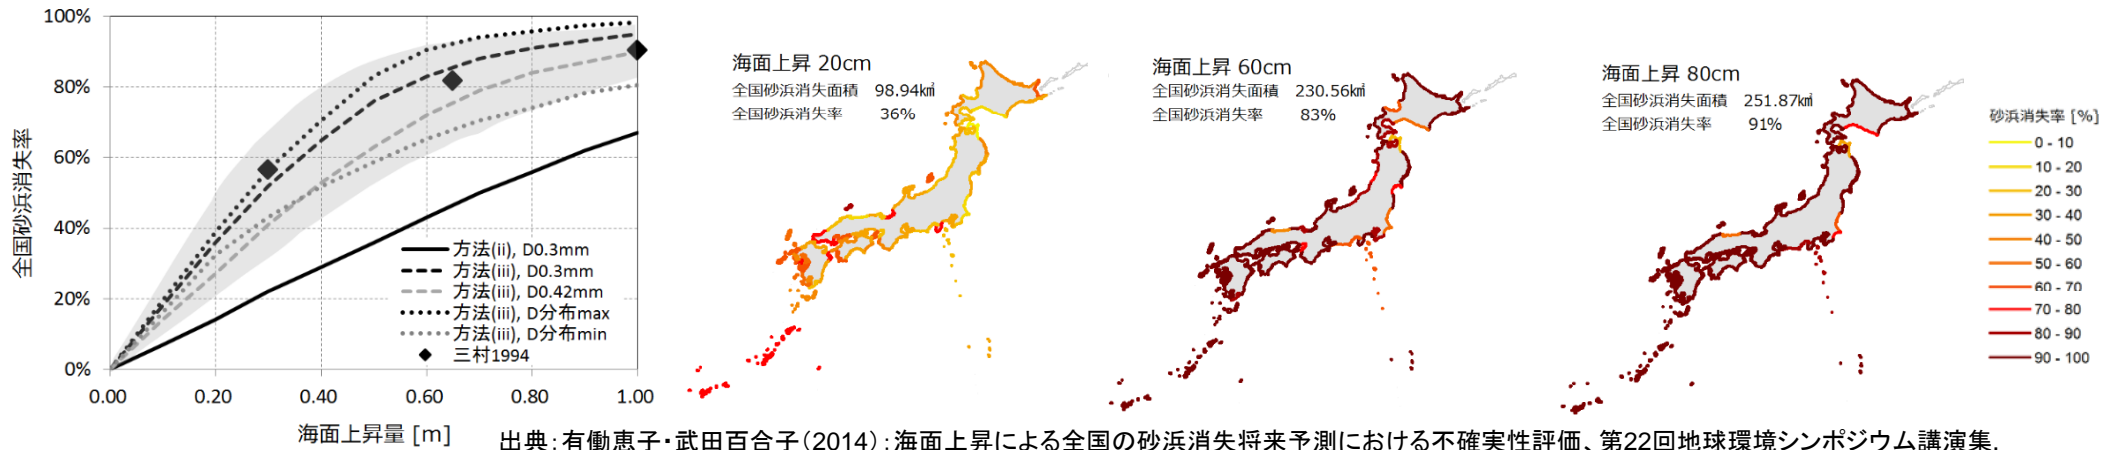 100%
80%
60%
40%
20%
0%
全国砂浜消失率
0.00 0.20 0.40 0.60 0.80 1.00
海面上昇量 [m]
方法(ii), D0.3mm
方法(iii), D0.3mm
方法(iii), D0.42mm
方法(iii), D分布max
方法(iii), D分布min
三村1994
海面上昇 20cm
全国砂浜消失面積 98.94k㎡
全国砂浜消失率 36%
海面上昇 60cm
全国砂浜消失面積 230.56k㎡
全国砂浜消失率 83%
海面上昇 80cm
全国砂浜消失面積 251.87k㎡
全国砂浜消失率 91%
砂浜消失率 [%]
0 - 10
10 - 20
20 - 30
30 - 40
40 - 50
50 - 60
60 - 70
70 - 80
80 - 90
90 - 100
出典:有働恵子・武田百合子(2014):海面上昇による全国の砂浜消失将来予測における不確実性評価、第22回地球環境シンポジウム講演集.